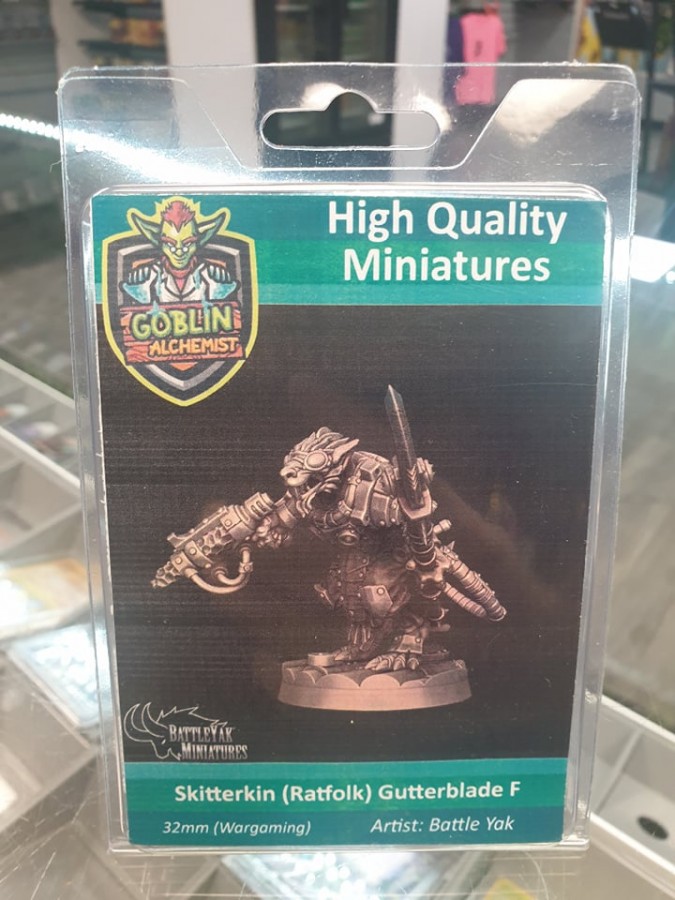 High Quality
Miniatures
GOBLIN
ALCHEMIST
BATTLEYAK
MINIATURES
Skitterkin (Ratfolk) Gutterblade F
32mm (Wargaming)
Artist: Battle Yak